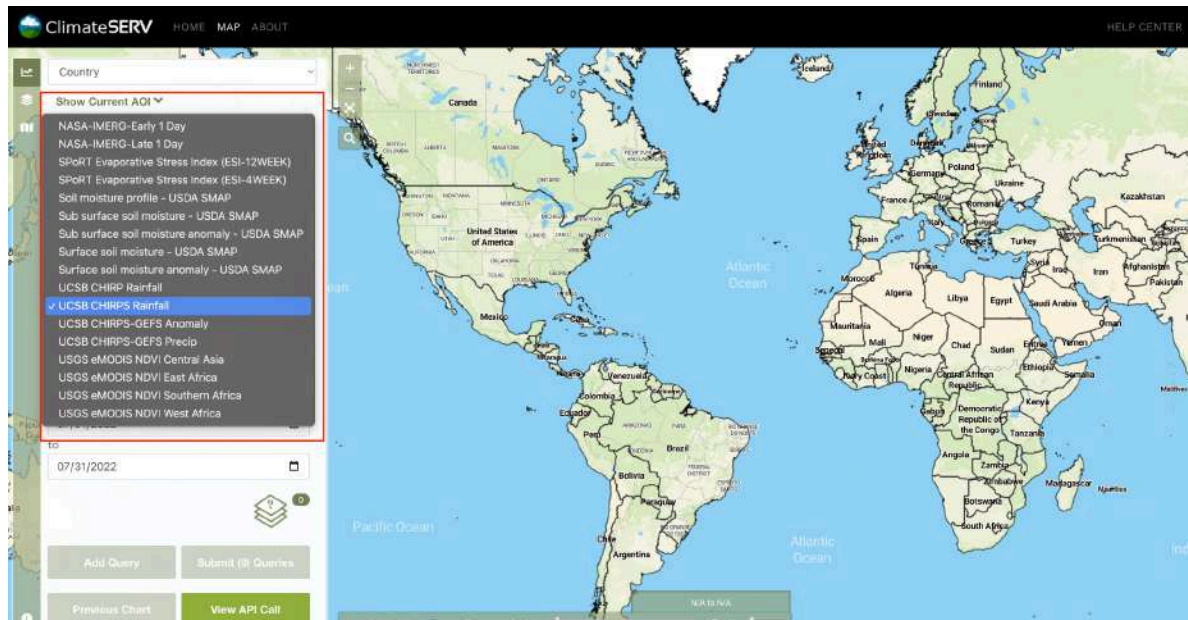 ClimateSERV HOME MAP ABOUT HELP CENTER
Country
Show Current AOI
NASA-IMERG-Early 1 Day
NASA-IMERG-Late 1 Day
SPoRT Evaporative Stress Index (ESI-12WEEK)
SPoRT Evaporative Stress Index (ESI-4WEEK)
Soil moisture profile - USDA SMAP
Sub surface soil moisture - USDA SMAP
Sub surface soil moisture anomaly - USDA SMAP
Surface soil moisture - USDA SMAP
Surface soil moisture anomaly - USDA SMAP
UCSB CHIRP Rainfall
✓ UCSB CHIRPS Rainfall
UCSB CHIRPS-GEFS Anomaly
UCSB CHIRPS-GEFS Precip
USGS eMODIS NDVI Central Asia
USGS eMODIS NDVI East Africa
USGS eMODIS NDVI Southern Africa
USGS eMODIS NDVI West Africa
to
07/31/2022
0
Add Query
Submit (0) Queries
Previous Chart
View API Call
Canada
United States
of America
Mexico
Venezuela
Colombia
Ecuador
Peru
Brazil
Bolivia
Paraguay
Chile
Argentina
Pacific Ocean
Atlantic
Ocean
Atlantic
Ocean
Iceland
Finland
Poland
Germany
Ukraine
France
Romania
Italy
Spain
Turkey
Kazakhstan
Turkmenistan
Afghanistan
Pakistan
Syria
Iraq
Iran
Morocco
Tunisia
Algeria
Libya
Egypt
Saudi Arabia
Oman
Yemen
Mauritania
Mali
Niger
Chad
Sudan
Senegal
Ivory Coast
Nigeria
Central African
Republic
Ethiopia
Somalia
Maldives
Gabon
Democratic
Republic of
the Congo
Kenya
Tanzania
Angola
Zambia
Zimbabwe
Botswana
Madagascar
Mauritius
South Africa
N/A to N/A